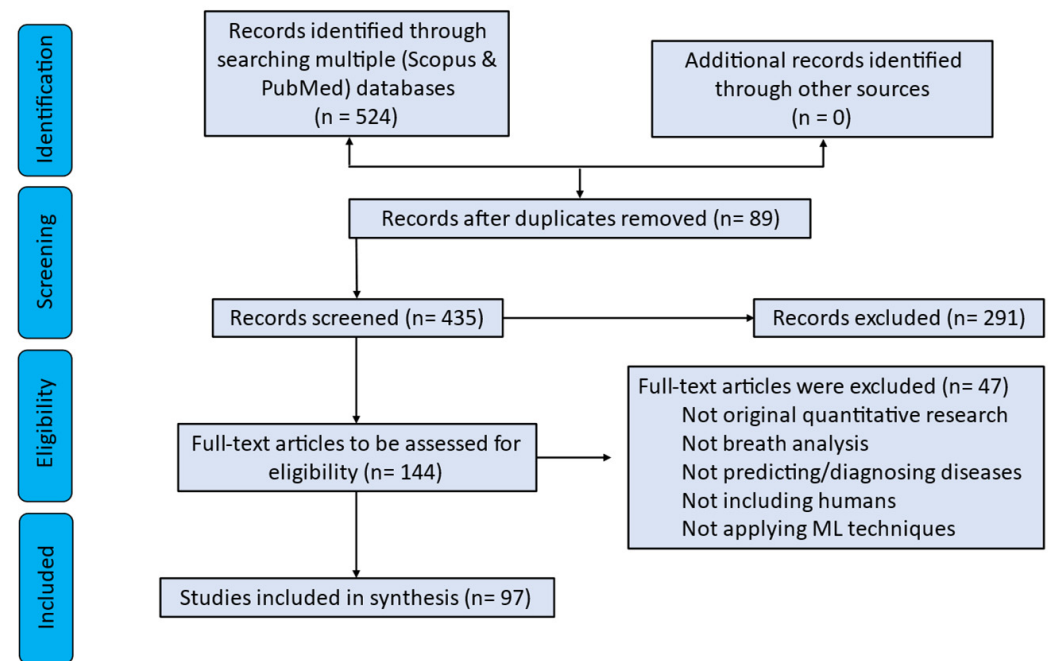 Identification
Records identified through
searching multiple (Scopus &
PubMed) databases
(n = 524)
Additional records identified
through other sources
(n = 0)
Screening
Records after duplicates removed (n= 89)
Records screened (n= 435)
Records excluded (n= 291)
Eligibility
Full-text articles to be assessed for
eligibility (n= 144)
Full-text articles were excluded (n= 47)
Not original quantitative research
Not breath analysis
Not predicting/diagnosing diseases
Not including humans
Not applying ML techniques
Included
Studies included in synthesis (n= 97)